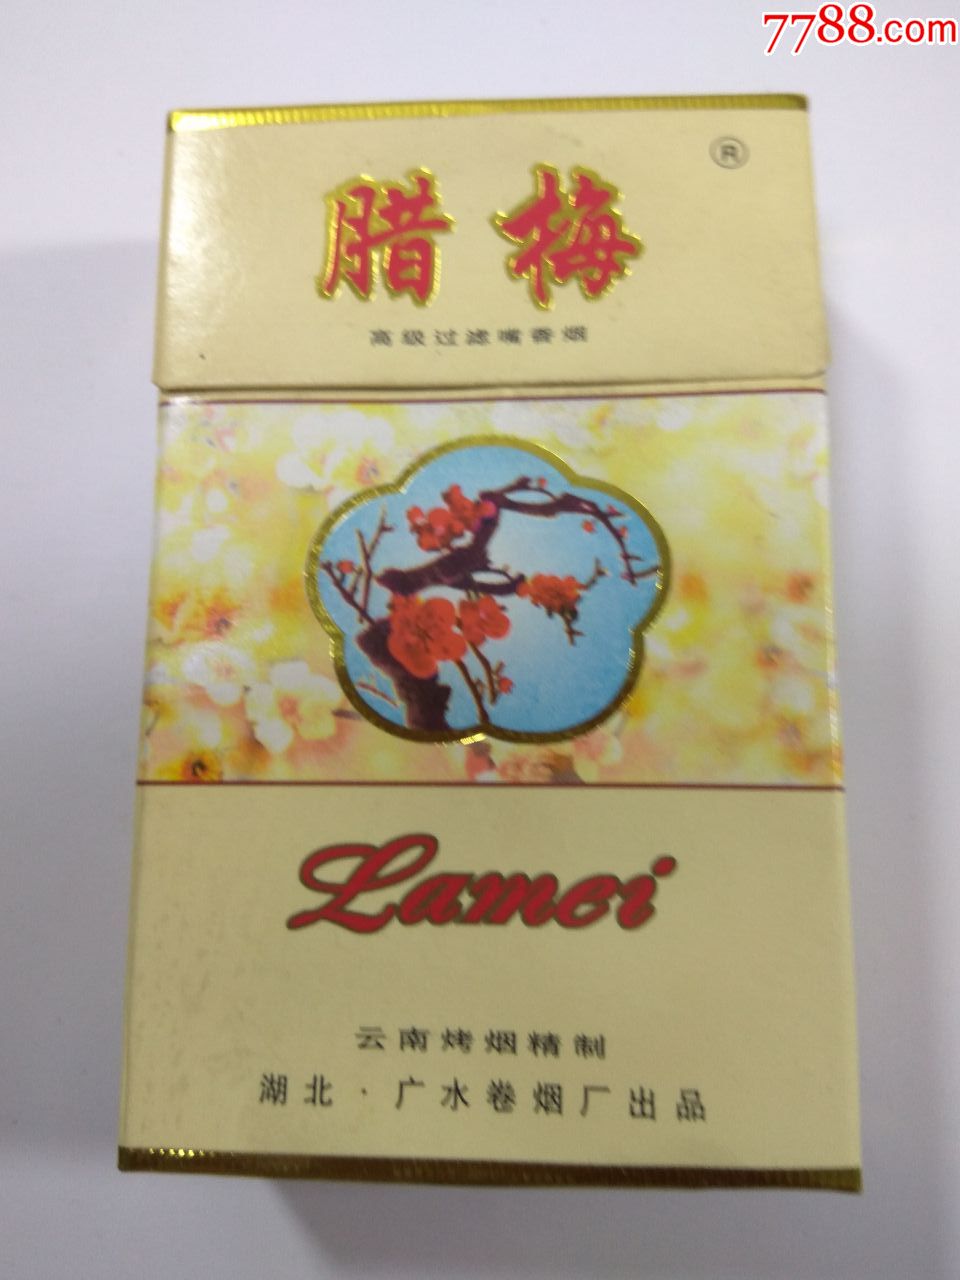 7788.com
®
腊梅
高级过滤嘴香烟
Lamei
云南烤烟精制
湖北·广水卷烟厂出品